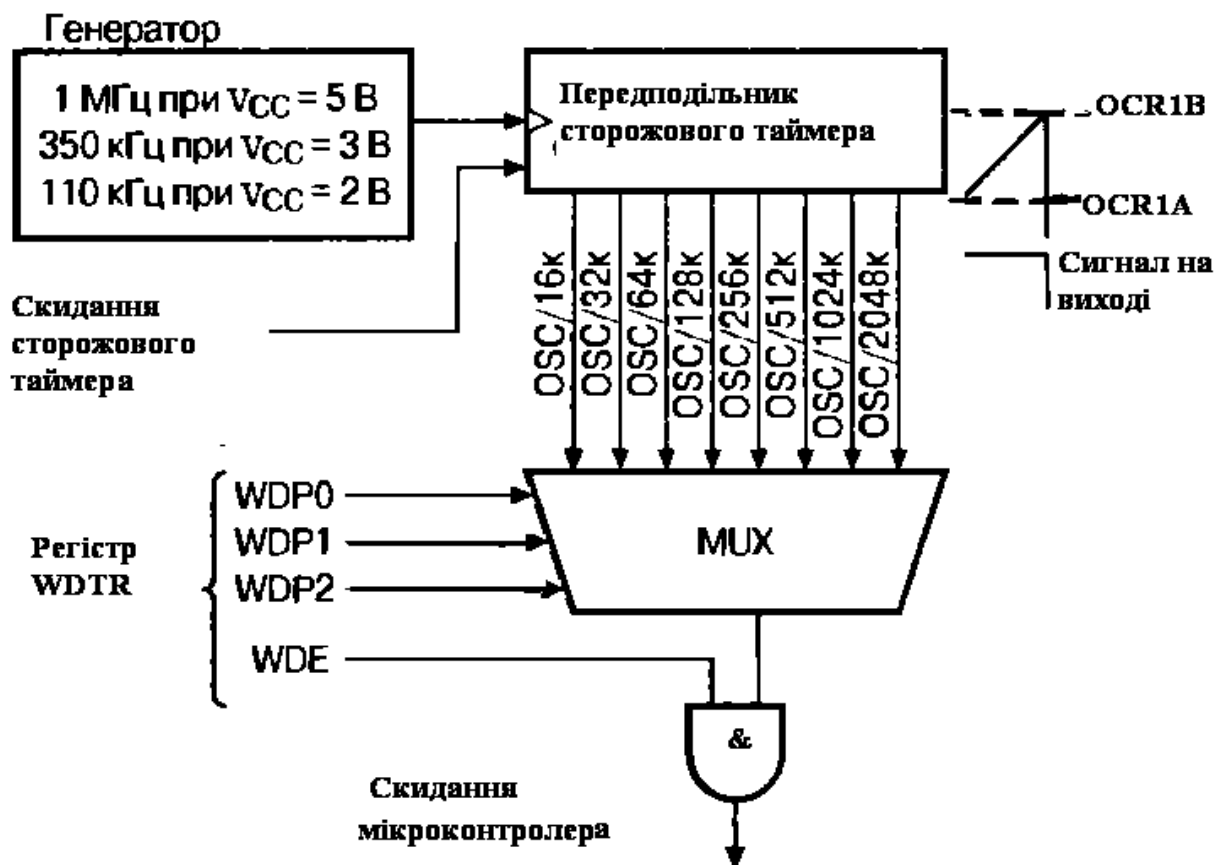 Генератор
1 МГц при VCC = 5 В
350 кГц при VCC = 3 В
110 кГц при VCC = 2 В
Передподільник
сторожового таймера
OCR1B
OCR1A
Сигнал на
виході
Скидання
сторожового
таймера
OSC/16к
OSC/32к
OSC/64к
OSC/128к
OSC/256к
OSC/512к
OSC/1024к
OSC/2048к
Регістр
WDTR
WDP0
WDP1
WDP2
WDE
MUX
&
Скидання
мікроконтролера